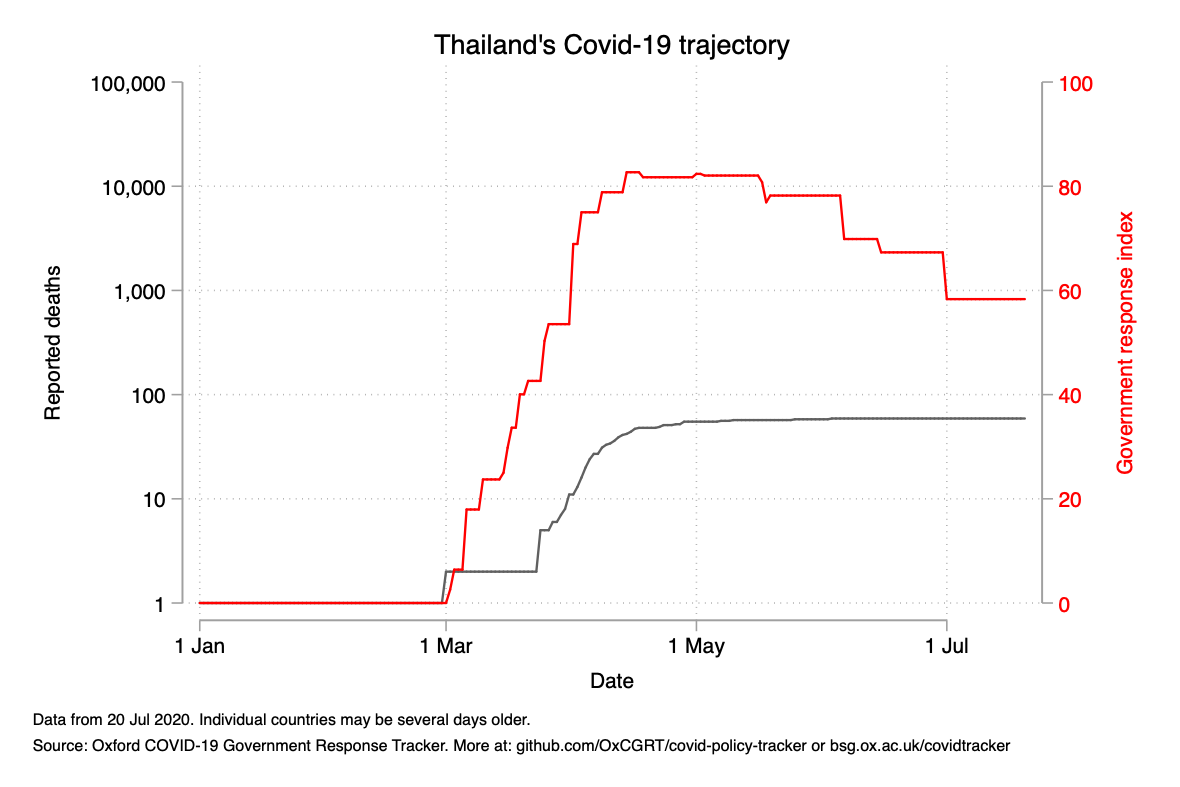 Thailand's Covid-19 trajectory
100,000
10,000
1,000
100
10
1
Reported deaths
100
80
60
40
20
0
Government response index
1 Jan
1 Mar
1 May
1 Jul
Date
Data from 20 Jul 2020. Individual countries may be several days older.
Source: Oxford COVID-19 Government Response Tracker. More at: github.com/OxCGRT/covid-policy-tracker or bsg.ox.ac.uk/covidtracker